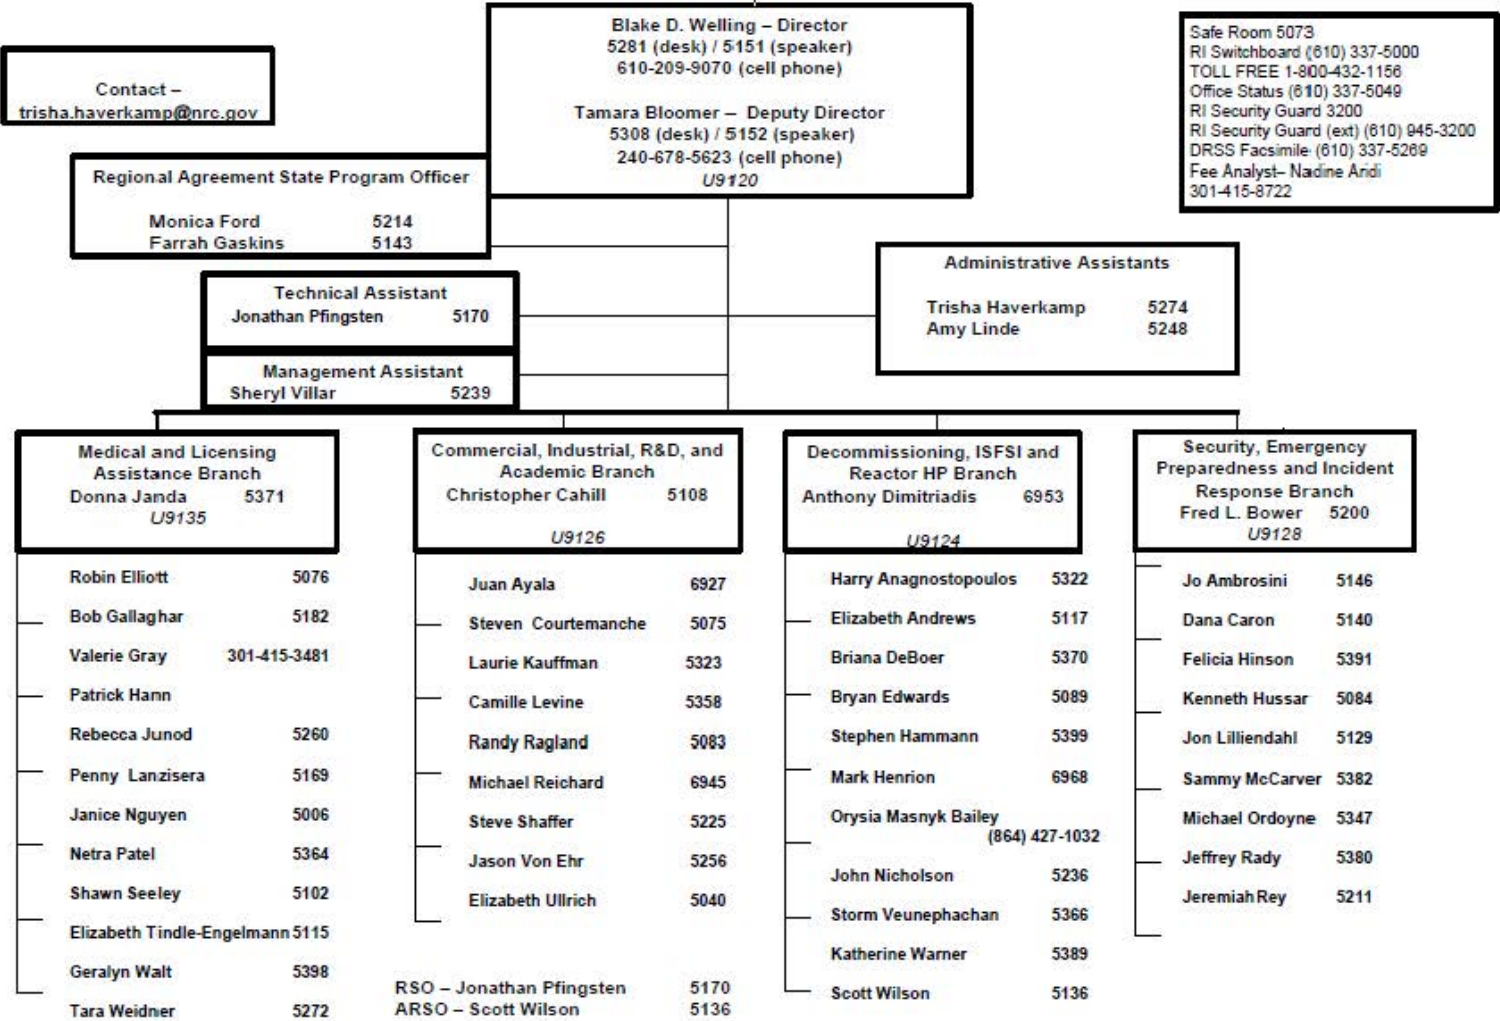 Blake D. Welling – Director
5281 (desk) / 5151 (speaker)
610-209-9070 (cell phone)
Tamara Bloomer – Deputy Director
5308 (desk) / 5152 (speaker)
240-678-5623 (cell phone)
U9120
Contact –
trisha.haverkamp@nrc.gov
Safe Room 5073
RI Switchboard (610) 337-5000
TOLL FREE 1-800-432-1156
Office Status (610) 337-5049
RI Security Guard 3200
RI Security Guard (ext) (610) 945-3200
DRSS Facsimile- (610) 337-5269
Fee Analyst– Nadine Aridi
301-415-8722
Regional Agreement State Program Officer
Monica Ford 5214
Farrah Gaskins 5143
Technical Assistant
Jonathan Pfingsten 5170
Administrative Assistants
Trisha Haverkamp 5274
Amy Linde 5248
Management Assistant
Sheryl Villar 5239
Medical and Licensing
Assistance Branch
Donna Janda 5371
U9135
Robin Elliott 5076
Bob Gallaghar 5182
Valerie Gray 301-415-3481
Patrick Hann
Rebecca Junod 5260
Penny Lanzisera 5169
Janice Nguyen 5006
Netra Patel 5364
Shawn Seeley 5102
Elizabeth Tindle-Engelmann 5115
Geralyn Walt 5398
Tara Weidner 5272
Commercial, Industrial, R&D, and
Academic Branch
Christopher Cahill 5108
U9126
Juan Ayala 6927
Steven Courtemanche 5075
Laurie Kauffman 5323
Camille Levine 5358
Randy Ragland 5083
Michael Reichard 6945
Steve Shaffer 5225
Jason Von Ehr 5256
Elizabeth Ullrich 5040
RSO – Jonathan Pfingsten 5170
ARSO – Scott Wilson 5136
Decommissioning, ISFSI and
Reactor HP Branch
Anthony Dimitriadis 6953
U9124
Harry Anagnostopoulos 5322
Elizabeth Andrews 5117
Briana DeBoer 5370
Bryan Edwards 5089
Stephen Hammann 5399
Mark Henrion 6968
Orysia Masnyk Bailey
(864) 427-1032
John Nicholson 5236
Storm Veunephachan 5366
Katherine Warner 5389
Scott Wilson 5136
Security, Emergency
Preparedness and Incident
Response Branch
Fred L. Bower 5200
U9128
Jo Ambrosini 5146
Dana Caron 5140
Felicia Hinson 5391
Kenneth Hussar 5084
Jon Lilliendahl 5129
Sammy McCarver 5382
Michael Ordoyne 5347
Jeffrey Rady 5380
Jeremiah Rey 5211